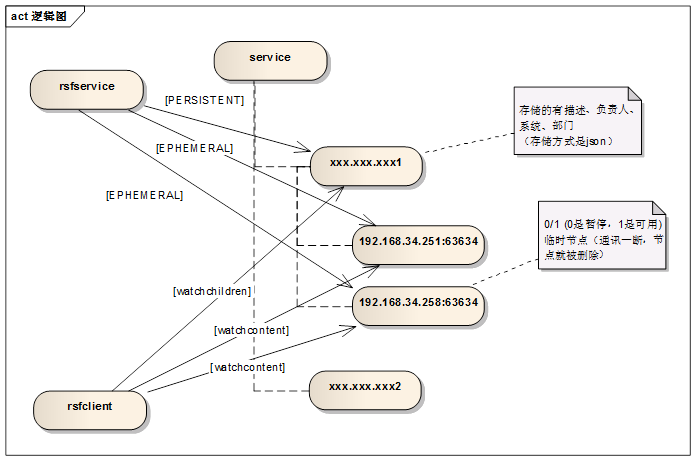 act 逻辑图
service
rsfservice
[PERSISTENT]
存储的有描述、负责人、
系统、部门
（存储方式是json）
[EPHEMERAL]
xxx.xxx.xxx1
[EPHEMERAL]
0/1 (0是暂停，1是可用)
临时节点（通讯一断，节
点就被删除）
192.168.34.251:63634
[watchchildren]
192.168.34.258:63634
[watchcontent]
[watchcontent]
xxx.xxx.xxx2
rsfclient